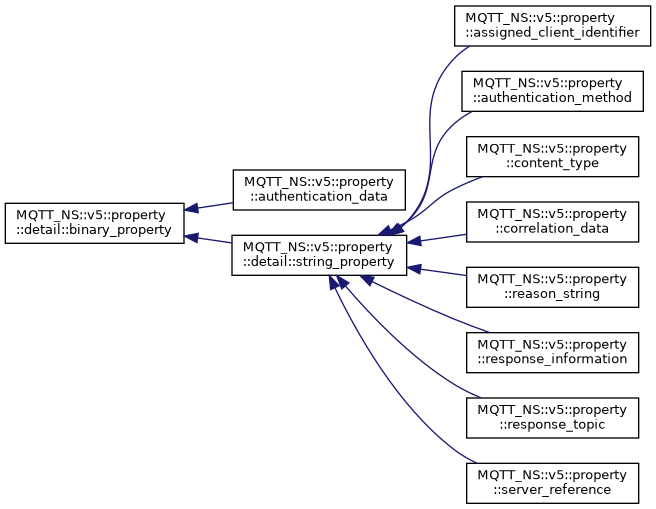 MQTT_NS::v5::property
::detail::binary_property
MQTT_NS::v5::property
::authentication_data
MQTT_NS::v5::property
::detail::string_property
MQTT_NS::v5::property
::assigned_client_identifier
MQTT_NS::v5::property
::authentication_method
MQTT_NS::v5::property
::content_type
MQTT_NS::v5::property
::correlation_data
MQTT_NS::v5::property
::reason_string
MQTT_NS::v5::property
::response_information
MQTT_NS::v5::property
::response_topic
MQTT_NS::v5::property
::server_reference